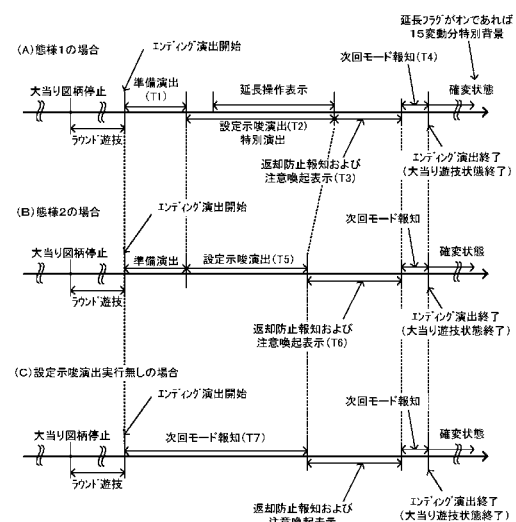 延長フラグがオンであれば
15変動分特別背景
(A)態様1の場合
エンディング演出開始
次回モード報知(T4)
大当り図柄停止
準備演出
(T1)
延長操作表示
確変状態
ラウンド遊技
設定示唆演出(T2)
特別演出
返却防止報知および
注意喚起表示(T3)
エンディング演出終了
(大当り遊技状態終了)
(B)態様2の場合
エンディング演出開始
次回モード報知
大当り図柄停止
準備演出
設定示唆演出(T5)
確変状態
ラウンド遊技
返却防止報知および
注意喚起表示(T6)
エンディング演出終了
(大当り遊技状態終了)
(C)設定示唆演出実行無しの場合
エンディング演出開始
次回モード報知
大当り図柄停止
次回モード報知(T7)
確変状態
ラウンド遊技
返却防止報知および
注意喚起表示
エンディング演出終了
(大当り遊技状態終了)